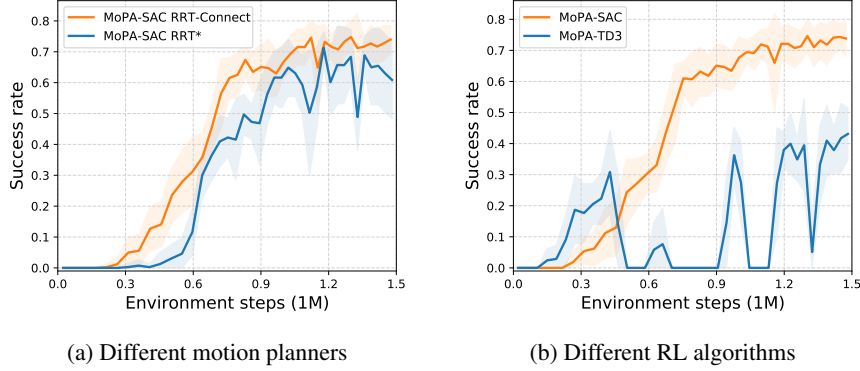 MoPA-SAC RRT-Connect
MoPA-SAC RRT*
0.8
0.7
0.6
0.5
0.4
0.3
0.2
0.1
0.0
Success rate
0.0 0.3 0.6 0.9 1.2 1.5
Environment steps (1M)
(a) Different motion planners
MoPA-SAC
MoPA-TD3
0.8
0.7
0.6
0.5
0.4
0.3
0.2
0.1
0.0
Success rate
0.0 0.3 0.6 0.9 1.2 1.5
Environment steps (1M)
(b) Different RL algorithms